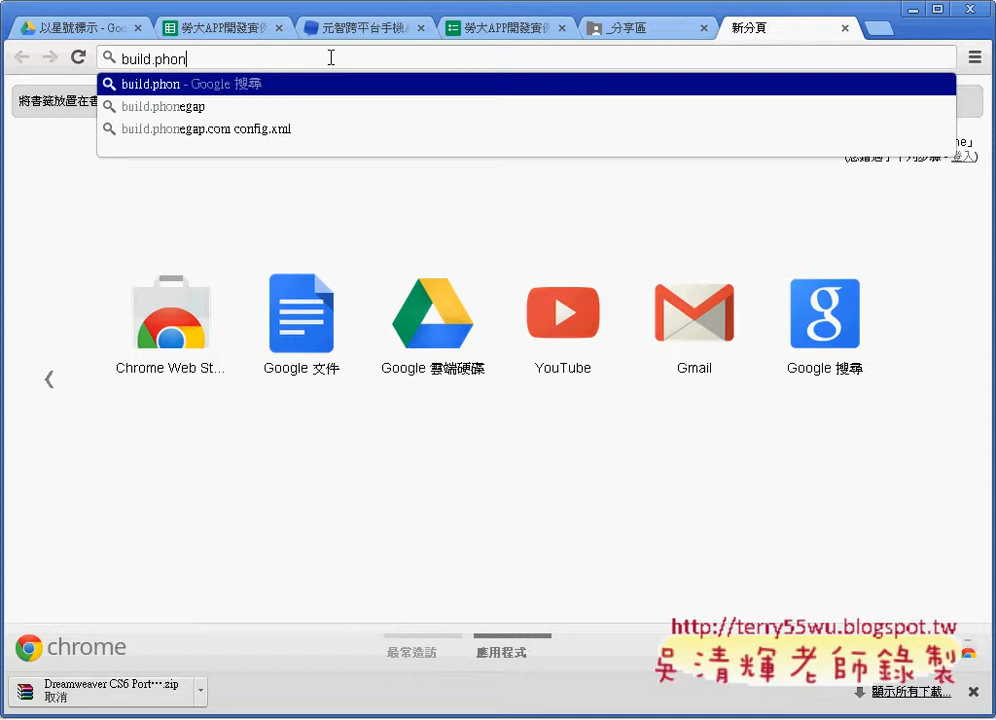 以星號標示 - Goo
勞大APP開發實例
元智跨平台手機A
勞大APP開發實例
_分享區
新分頁
build.phon
build.phon - Google 搜尋
build.phonegap
build.phonegap.com config.xml
將書籤放置在書
登入)
Chrome Web St...
Google 文件
Google 雲端硬碟
YouTube
Gmail
Google 搜尋
chrome
最常造訪
應用程式
http://terry55wu.blogspot.tw
吳清輝老師錄製
Dreamweaver CS6 Port⋯.zip
取消
顯示所有下載...